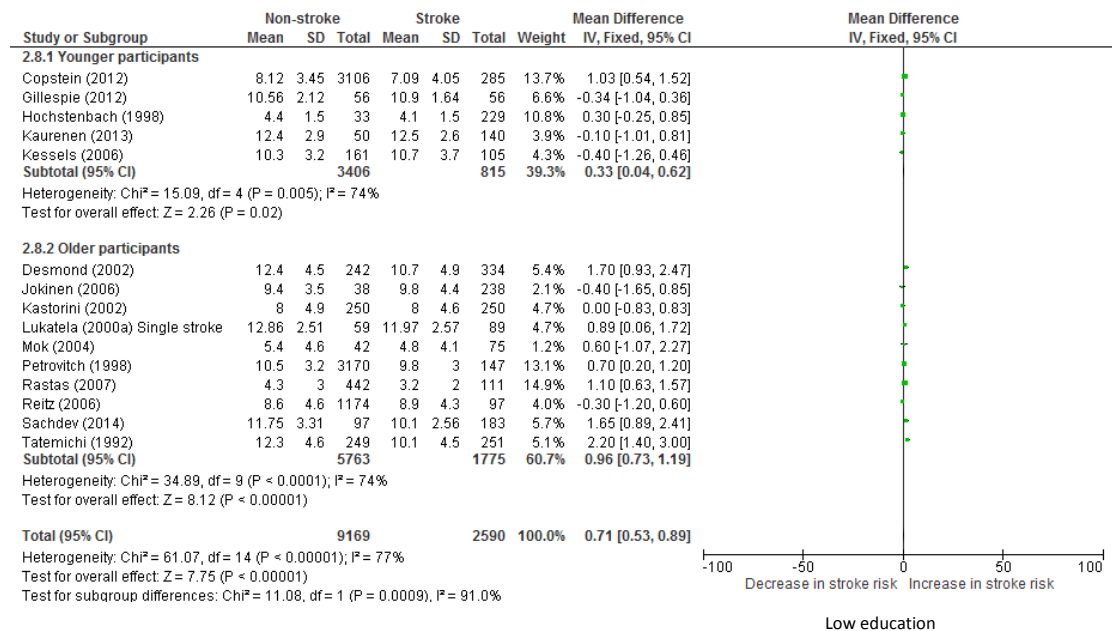 Non-stroke Stroke Mean Difference Mean Difference
Study or Subgroup Mean SD Total Mean SD Total Weight IV, Fixed, 95% CI IV, Fixed, 95% CI
2.8.1 Younger participants
Copstein (2012) 8.12 3.45 3106 7.09 4.05 285 13.7% 1.03 [0.54, 1.52]
Gillespie (2012) 10.56 2.12 56 10.9 1.64 56 6.6% -0.34 [-1.04, 0.36]
Hochstenbach (1998) 4.4 1.5 33 4.1 1.5 229 10.8% 0.30 [-0.25, 0.85]
Kaurenen (2013) 12.4 2.9 50 12.5 2.6 140 3.9% -0.10 [-1.01, 0.81]
Kessels (2006) 10.3 3.2 161 10.7 3.7 105 4.3% -0.40 [-1.26, 0.46]
Subtotal (95% CI) 3406 815 39.3% 0.33 [0.04, 0.62]
Heterogeneity: Chi² = 15.09, df = 4 (P = 0.005); I² = 74%
Test for overall effect: Z = 2.26 (P = 0.02)
2.8.2 Older participants
Desmond (2002) 12.4 4.5 242 10.7 4.9 334 5.4% 1.70 [0.93, 2.47]
Jokinen (2006) 9.4 3.5 38 9.8 4.4 238 2.1% -0.40 [-1.65, 0.85]
Kastorini (2002) 8 4.9 250 8 4.6 250 4.7% 0.00 [-0.83, 0.83]
Lukatela (2000a) Single stroke 12.86 2.51 59 11.97 2.57 89 4.7% 0.89 [0.06, 1.72]
Mok (2004) 5.4 4.6 42 4.8 4.1 75 1.2% 0.60 [-1.07, 2.27]
Petrovitch (1998) 10.5 3.2 3170 9.8 3 147 13.1% 0.70 [0.20, 1.20]
Rastas (2007) 4.3 3 442 3.2 2 111 14.9% 1.10 [0.63, 1.57]
Reitz (2006) 8.6 4.6 1174 8.9 4.3 97 4.0% -0.30 [-1.20, 0.60]
Sachdev (2014) 11.75 3.31 97 10.1 2.56 183 5.7% 1.65 [0.89, 2.41]
Tatemichi (1992) 12.3 4.6 249 10.1 4.5 251 5.1% 2.20 [1.40, 3.00]
Subtotal (95% CI) 5763 1775 60.7% 0.96 [0.73, 1.19]
Heterogeneity: Chi² = 34.89, df = 9 (P < 0.0001); I² = 74%
Test for overall effect: Z = 8.12 (P < 0.00001)
Total (95% CI) 9169 2590 100.0% 0.71 [0.53, 0.89]
Heterogeneity: Chi² = 61.07, df = 14 (P < 0.00001); I² = 77%
Test for overall effect: Z = 7.75 (P < 0.00001)
Test for subgroup differences: Chi² = 11.08, df = 1 (P = 0.0009), I² = 91.0%
-100 -50 0 50 100
Decrease in stroke risk Increase in stroke risk
Low education